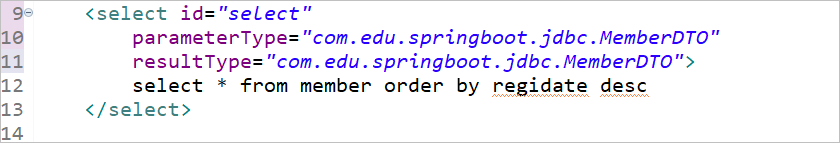 9 <select id="select"
10 parameterType="com.edu.springboot.jdbc.MemberDTO"
11 resultType="com.edu.springboot.jdbc.MemberDTO">
12 select * from member order by regidate desc
13 </select>
14